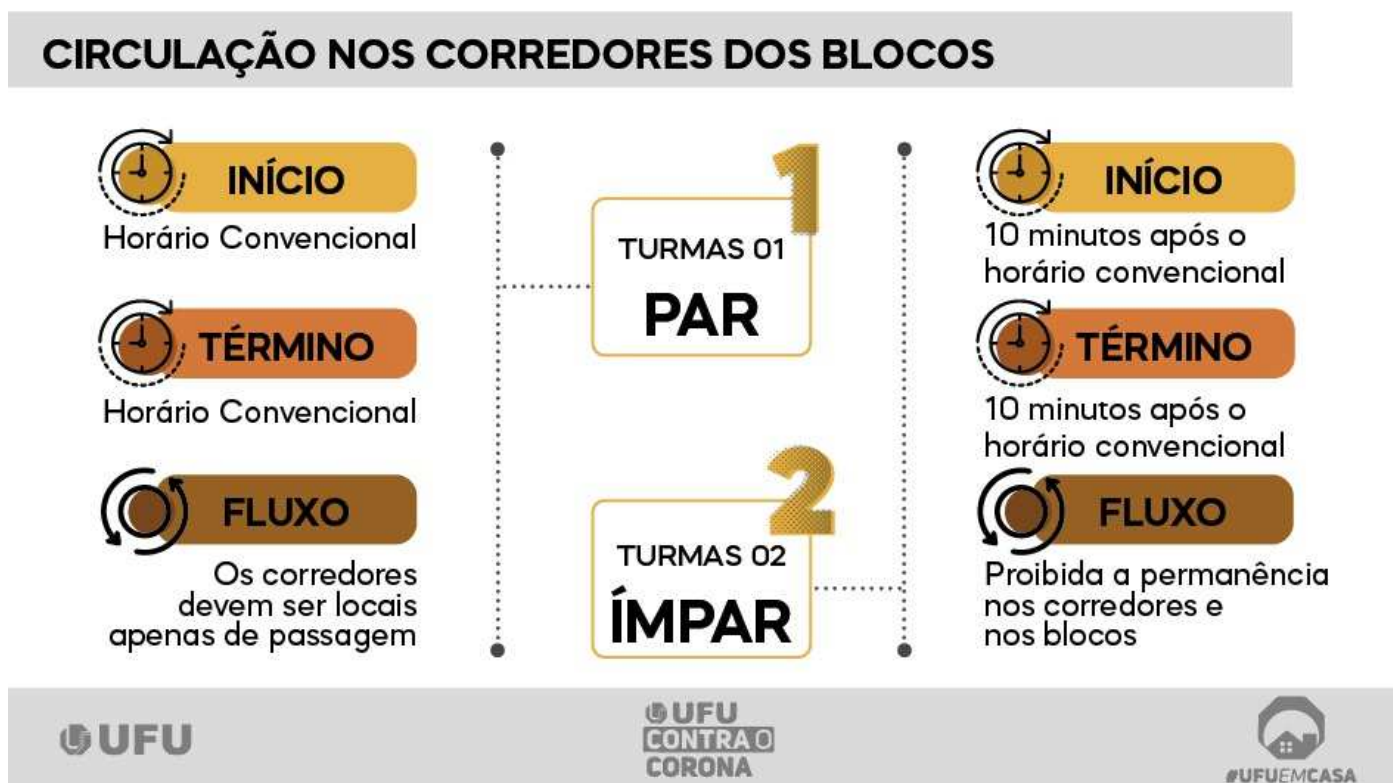 CIRCULAÇÃO NOS CORREDORES DOS BLOCOS
INÍCIO
Horário Convencional
TÉRMINO
Horário Convencional
FLUXO
Os corredores
devem ser locais
apenas de passagem
1
TURMAS 01
PAR
2
TURMAS 02
ÍMPAR
INÍCIO
10 minutos após o
horário convencional
TÉRMINO
10 minutos após o
horário convencional
FLUXO
Proibida a permanência
nos corredores e
nos blocos
UFU
UFU
CONTRA O
CORONA
#UFUEMCASA